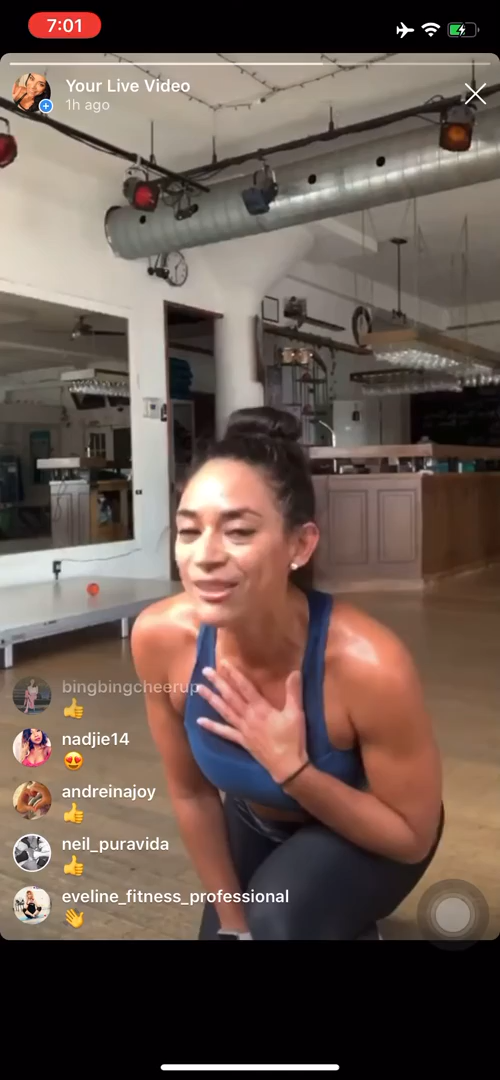 7:01
Your Live Video
1h ago
bingbingcheerup
👍
nadjie14
😍
andreinajoy
👍
neil_puravida
👍
eveline_fitness_professional
👋